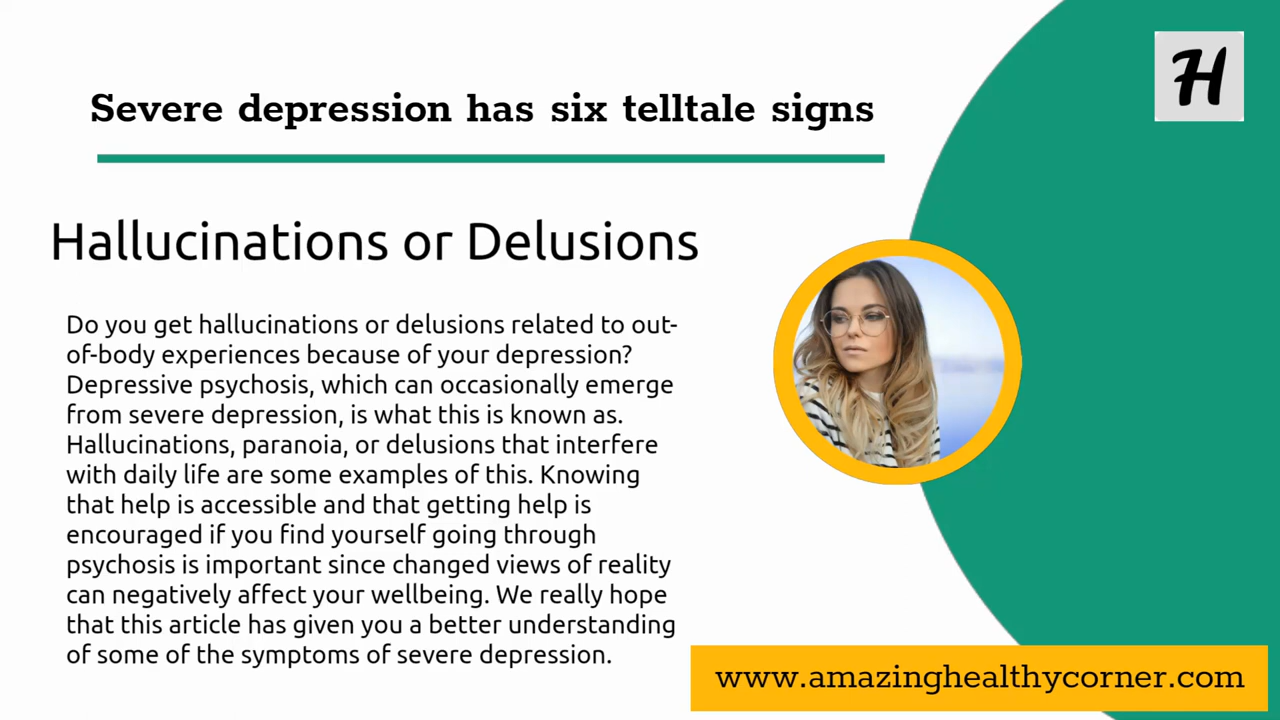 H
Severe depression has six telltale signs
Hallucinations or Delusions
Do you get hallucinations or delusions related to out-
of-body experiences because of your depression?
Depressive psychosis, which can occasionally emerge
from severe depression, is what this is known as.
Hallucinations, paranoia, or delusions that interfere
with daily life are some examples of this. Knowing
that help is accessible and that getting help is
encouraged if you find yourself going through
psychosis is important since changed views of reality
can negatively affect your wellbeing. We really hope
that this article has given you a better understanding
of some of the symptoms of severe depression.
www.amazinghealthycorner.com